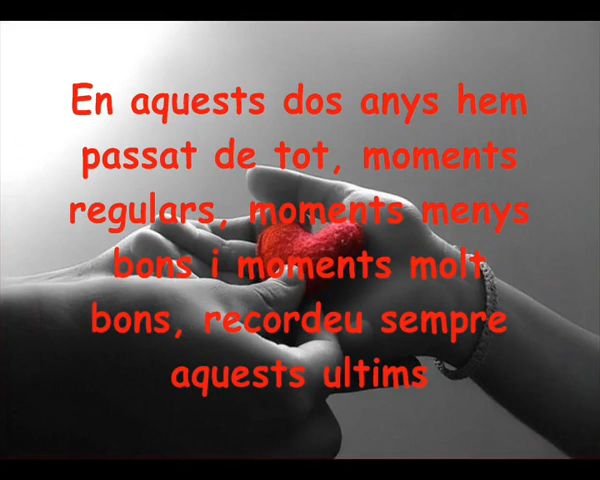 En aquests dos anys hem
passat de tot, moments
regulars, moments menys
bons i moments molt
bons, recordeu sempre
aquests ultims